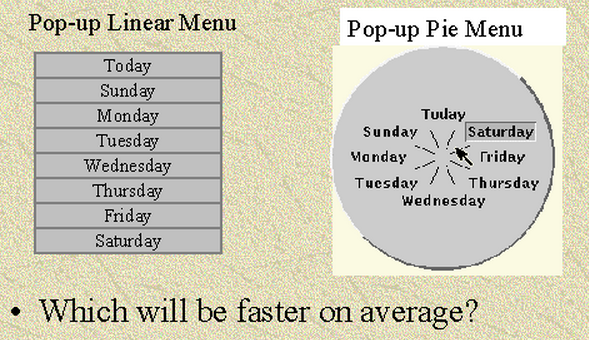 Pop-up Linear Menu
Today
Sunday
Monday
Tuesday
Wednesday
Thursday
Friday
Saturday
Pop-up Pie Menu
Today
Sunday
Saturday
Monday
Friday
Tuesday
Thursday
Wednesday
• Which will be faster on average?